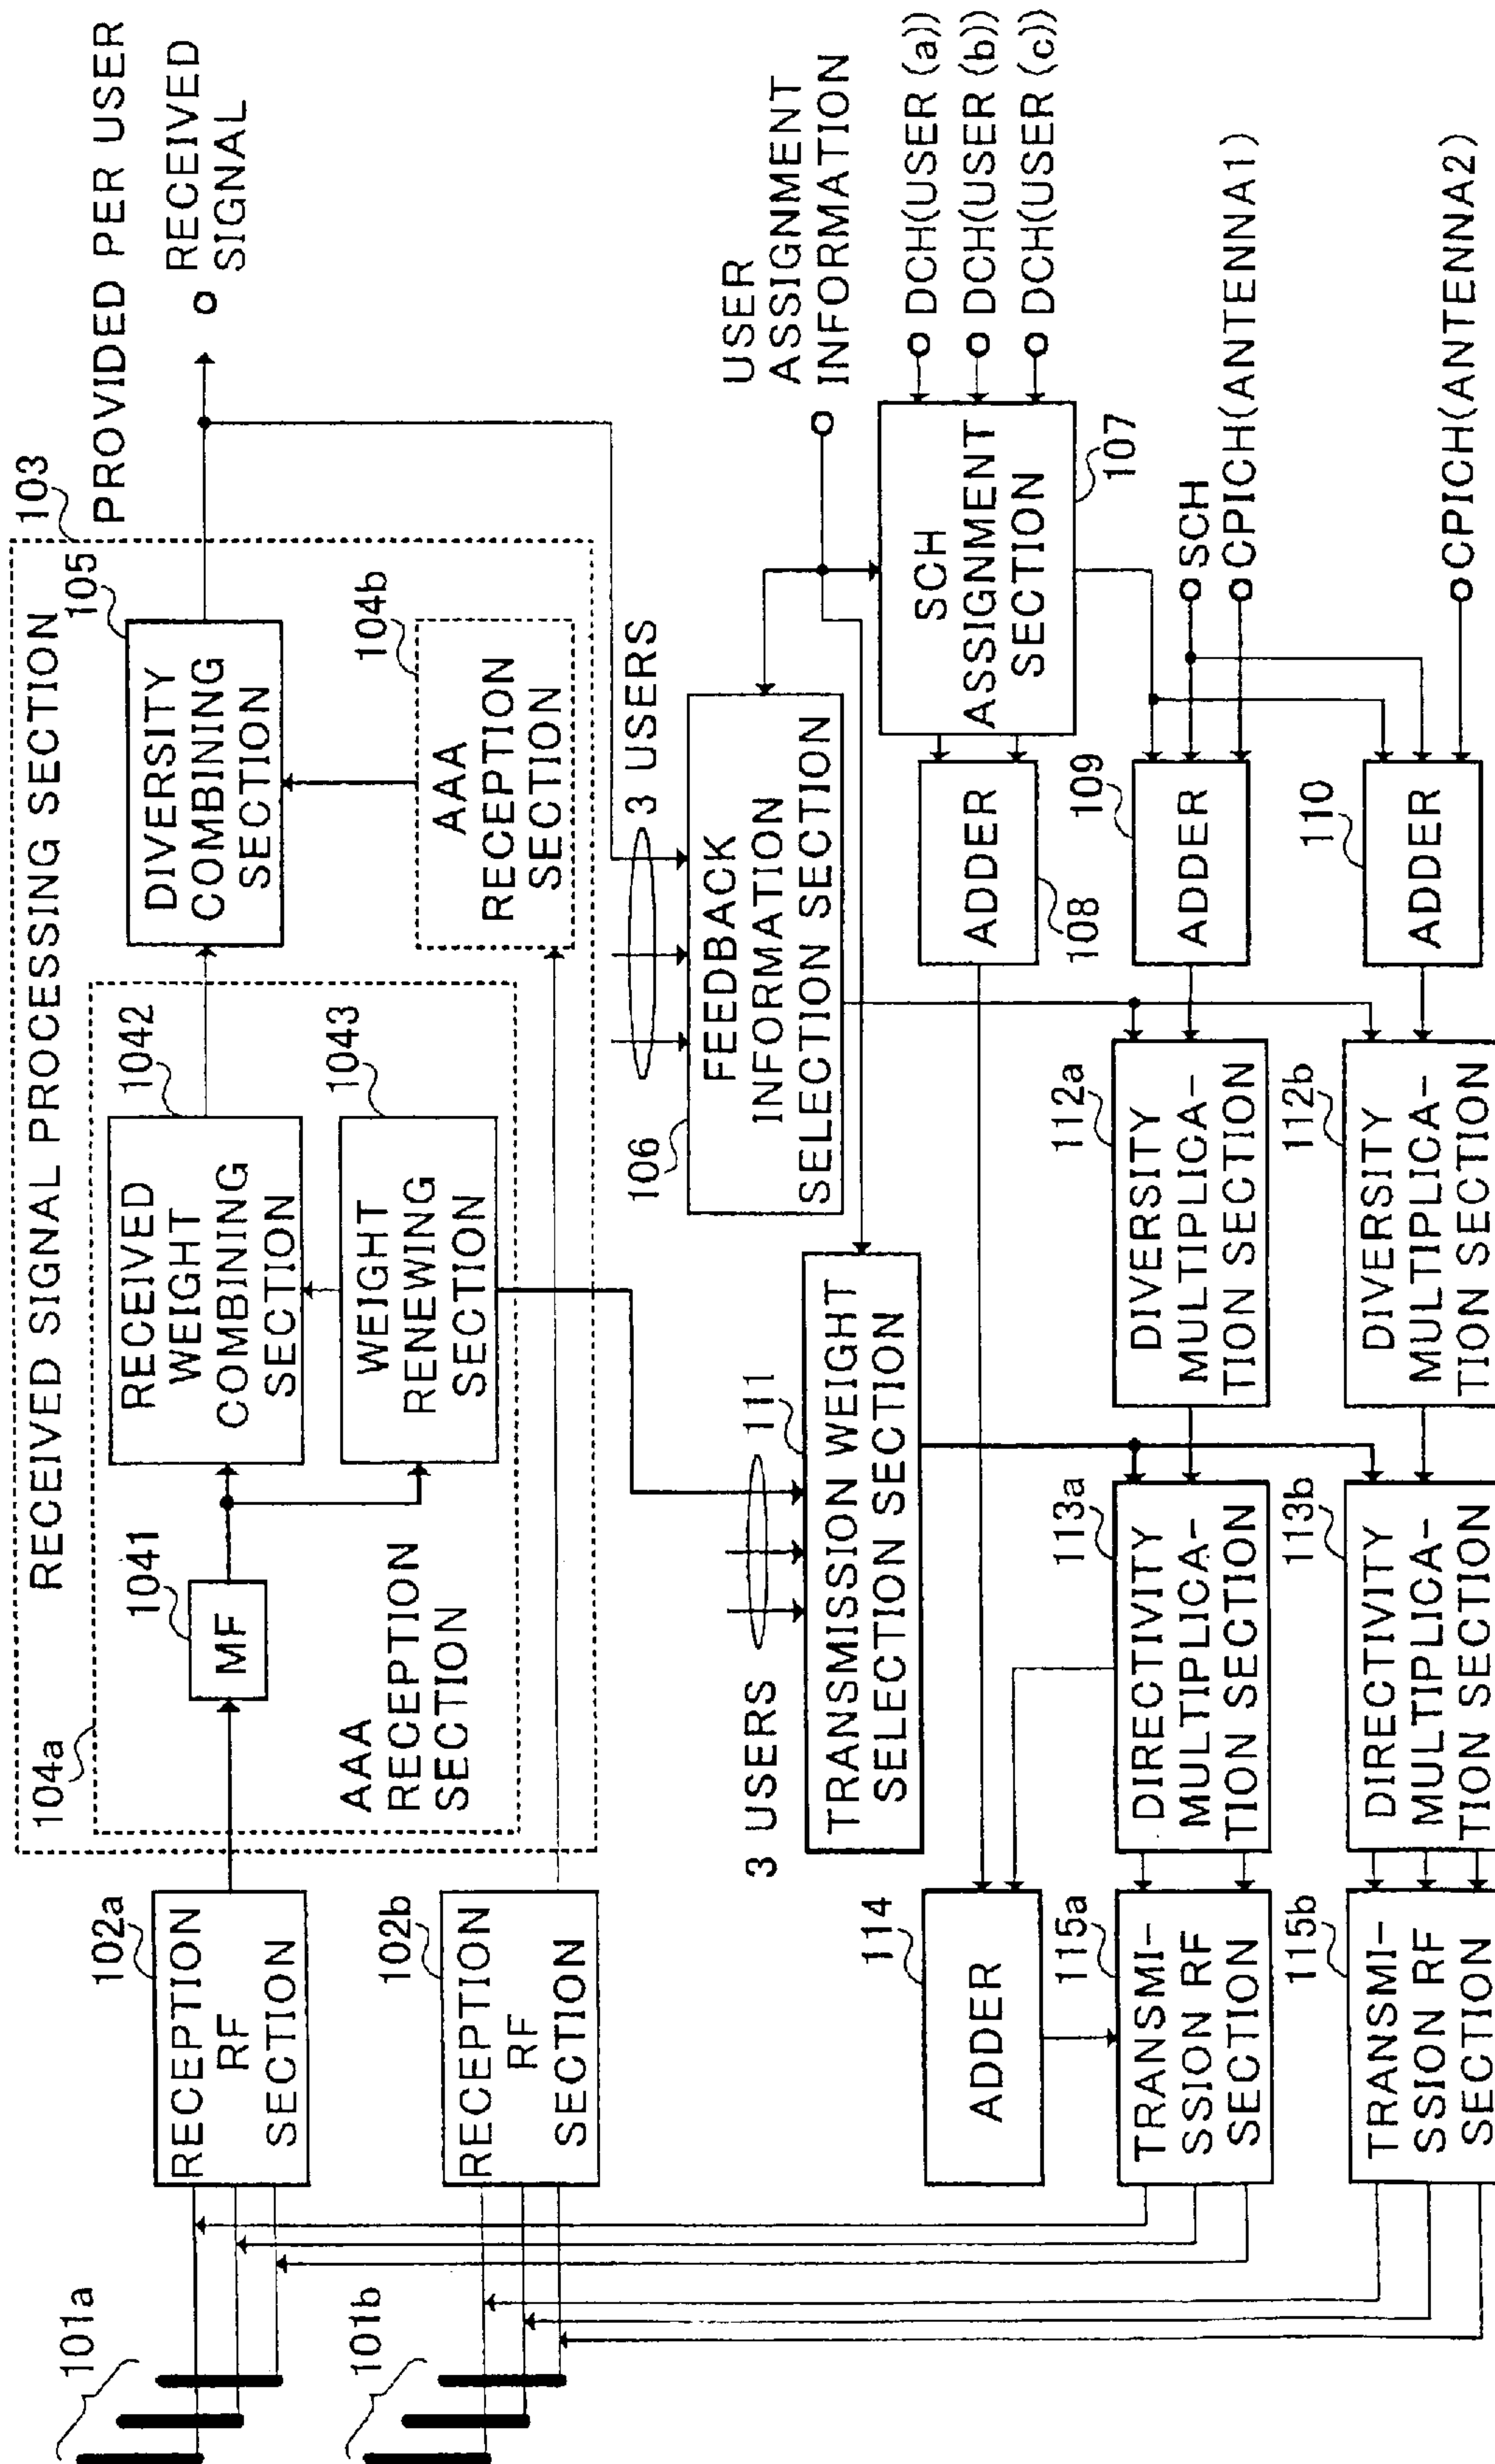 101a
101b
102a
RECEPTION
RF
SECTION
102b
RECEPTION
RF
SECTION
103
PROVIDED PER USER
RECEIVED SIGNAL PROCESSING SECTION
104a
AAA
RECEPTION
SECTION
1041
MF
1042
RECEIVED
WEIGHT
COMBINING
SECTION
1043
WEIGHT
RENEWING
SECTION
105
DIVERSITY
COMBINING
SECTION
104b
AAA
RECEPTION
SECTION
RECEIVED
SIGNAL
3 USERS
106
FEEDBACK
INFORMATION
SELECTION SECTION
USER
ASSIGNMENT
INFORMATION
3 USERS
111
TRANSMISSION WEIGHT
SELECTION SECTION
SCH
ASSIGNMENT
SECTION
107
DCH(USER(a))
DCH(USER(b))
DCH(USER(c))
114
ADDER
ADDER
108
115a
TRANSMI-
SSION RF
SECTION
113a
DIRECTIVITY
MULTIPLICA-
TION SECTION
112a
DIVERSITY
MULTIPLICA-
TION SECTION
109
ADDER
SCH
CPICH(ANTENNA1)
115b
TRANSMI-
SSION RF
SECTION
113b
DIRECTIVITY
MULTIPLICA-
TION SECTION
112b
DIVERSITY
MULTIPLICA-
TION SECTION
110
ADDER
CPICH(ANTENNA2)